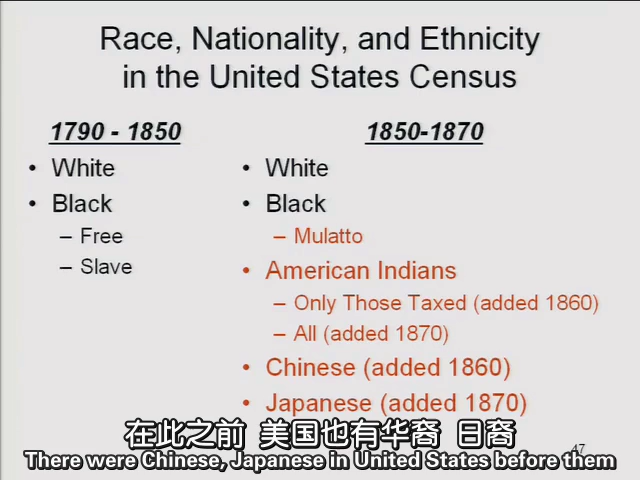 Race, Nationality, and Ethnicity
in the United States Census
1790 - 1850
• White
• Black
– Free
– Slave
1850-1870
• White
• Black
– Mulatto
• American Indians
– Only Those Taxed (added 1860)
– All (added 1870)
• Chinese (added 1860)
• Japanese (added 1870)
在此之前 美国也有华裔 日裔
47
There were Chinese, Japanese in United States before them